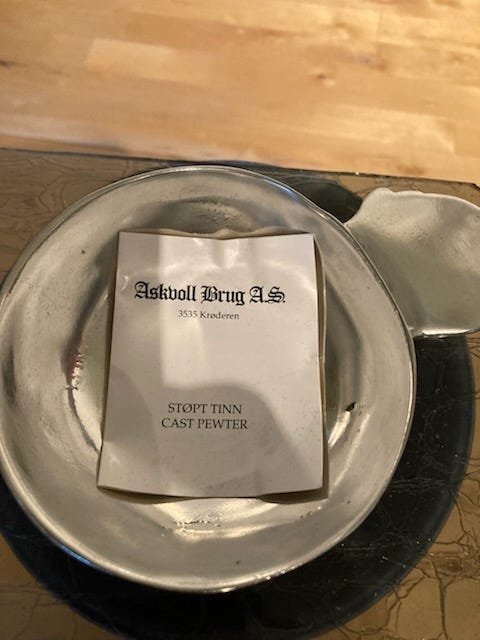 Askvoll Brug A.S.
3535 Krøderen
STØPT TINN
CAST PEWTER